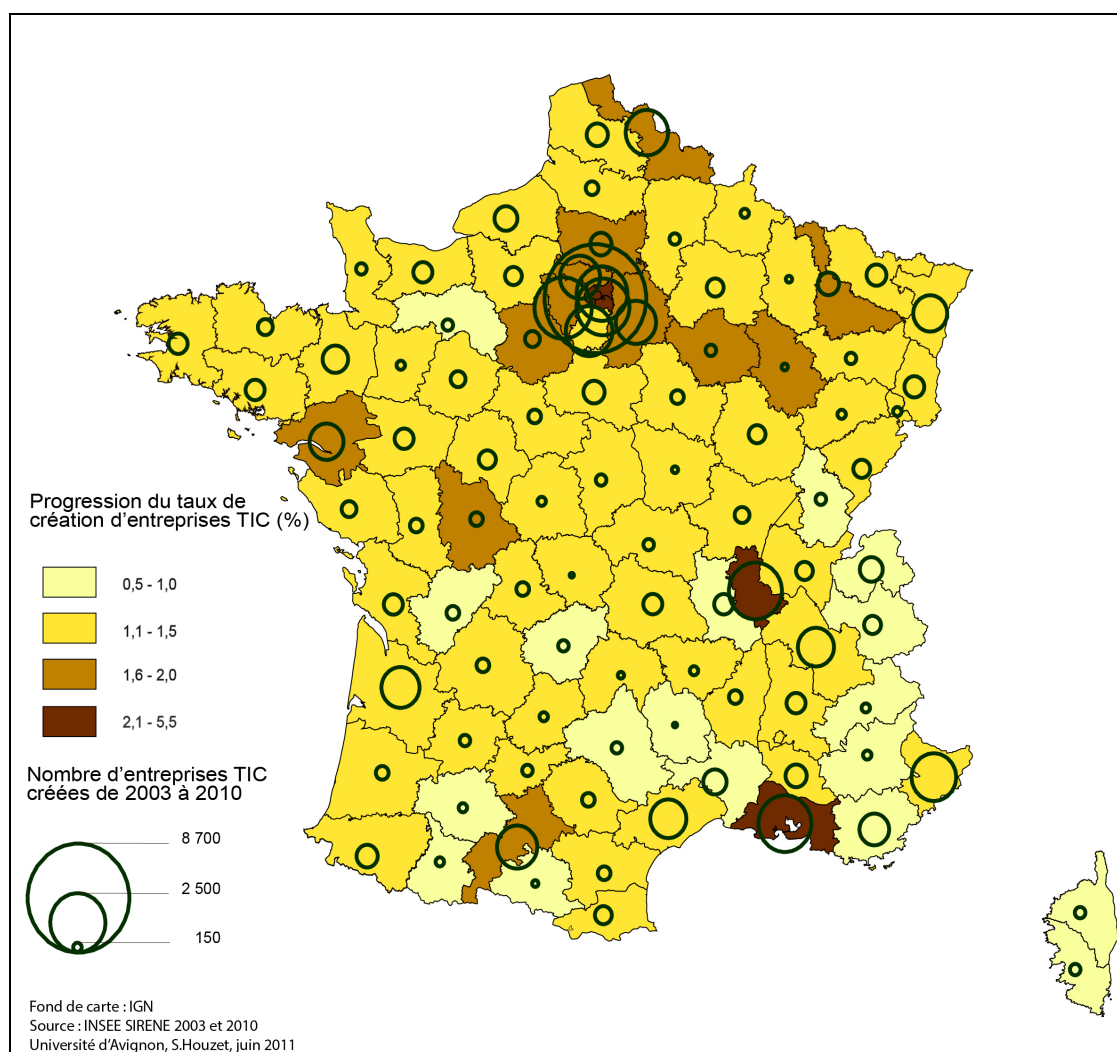 Progression du taux de
création d'entreprises TIC (%)
0,5 - 1,0
1,1 - 1,5
1,6 - 2,0
2,1 - 5,5
Nombre d'entreprises TIC
créées de 2003 à 2010
8 700
2 500
150
Fond de carte : IGN
Source : INSEE SIRENE 2003 et 2010
Université d'Avignon, S.Houzet, juin 2011